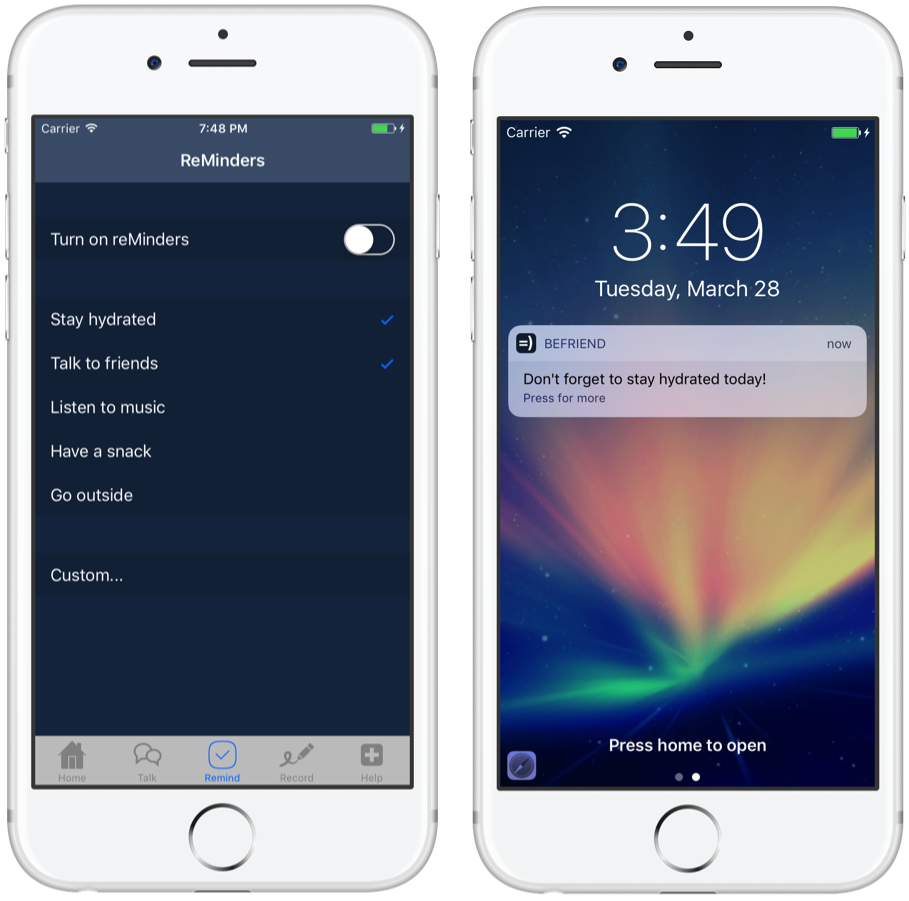 Carrier 7:48 PM
ReMinders
Turn on reMinders
Stay hydrated
Talk to friends
Listen to music
Have a snack
Go outside
Custom...
Home Talk Remind Record Help
Carrier
3:49
Tuesday, March 28
=) BEFRIEND now
Don't forget to stay hydrated today!
Press for more
Press home to open